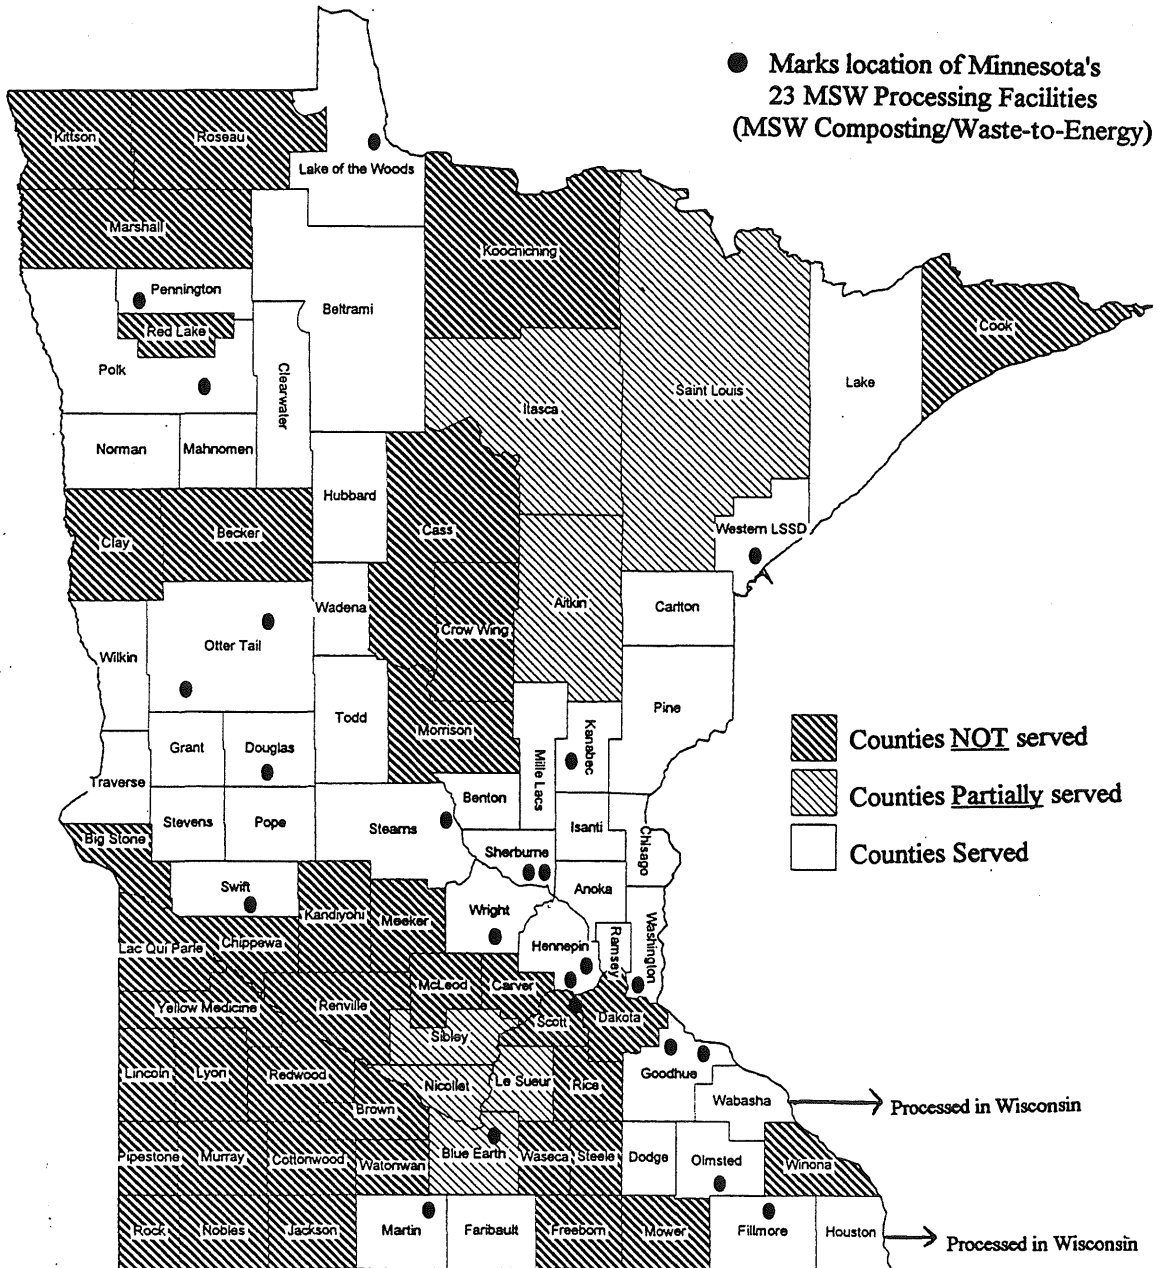 Marks location of Minnesota's
23 MSW Processing Facilities
(MSW Composting/Waste-to-Energy)
Kittson
Roseau
Lake of the Woods
Marshall
Koochiching
Pennington
Beltrami
Red Lake
Cook
Polk
Clearwater
Saint Louis
Lake
Itasca
Norman
Mahnomen
Hubbard
Cass
Western LSSD
Clay
Becker
Wadena
Aitkin
Carlton
Crow Wing
Otter Tail
Wilkin
Pine
Todd
Morrison
Kanabec
Grant
Douglas
Counties NOT served
Traverse
Mille Lacs
Benton
Counties Partially served
Stevens
Pope
Stearns
Isanti
Chisago
Big Stone
Sherburne
Counties Served
Swift
Anoka
Kandiyohi
Meeker
Wright
Hennepin
Ramsey
Washington
Lac Qui Parle
Chippewa
McLeod
Carver
Yellow Medicine
Renville
Scott
Dakota
Sibley
Lincoln
Lyon
Redwood
Nicollet
Le Sueur
Rice
Goodhue
Wabasha
Processed in Wisconsin
Brown
Pipestone
Murray
Cottonwood
Watonwan
Blue Earth
Waseca
Steele
Dodge
Olmsted
Winona
Rock
Nobles
Jackson
Martin
Faribault
Freeborn
Mower
Fillmore
Houston
Processed in Wisconsin